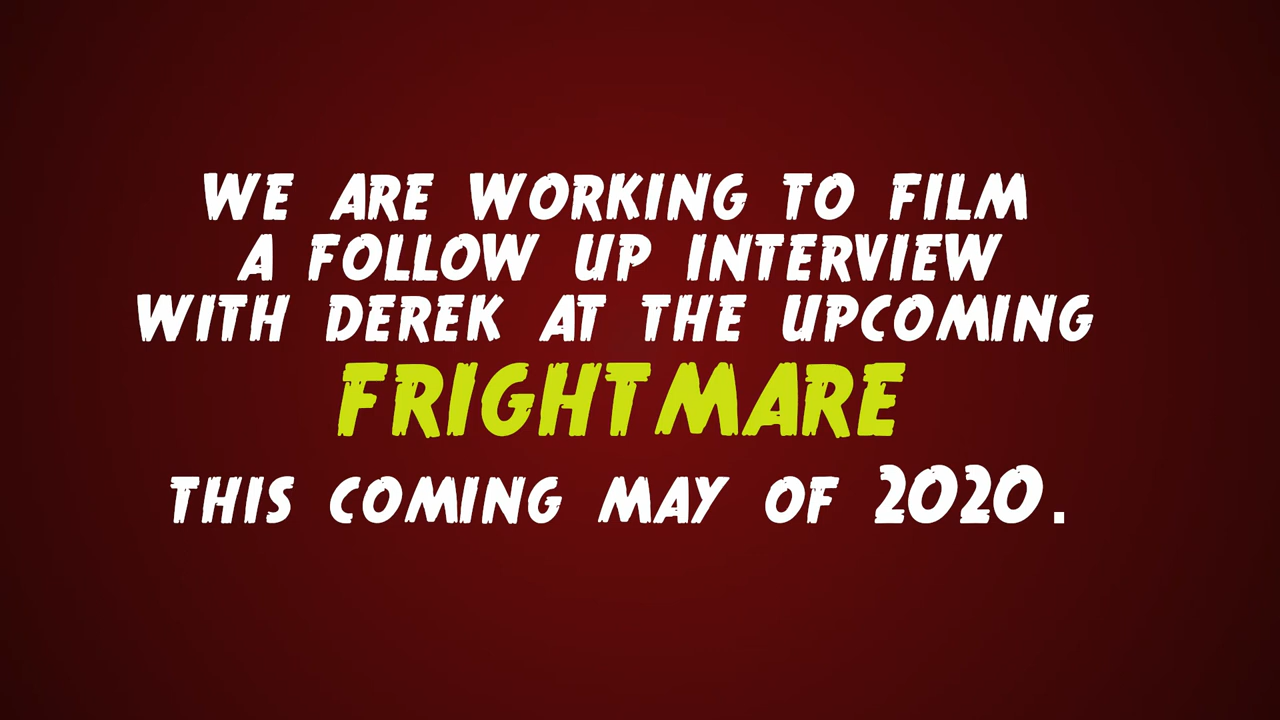 WE ARE WORKING TO FILM
A FOLLOW UP INTERVIEW
WITH DEREK AT THE UPCOMING
FRIGHTMARE
THIS COMING MAY OF 2020.